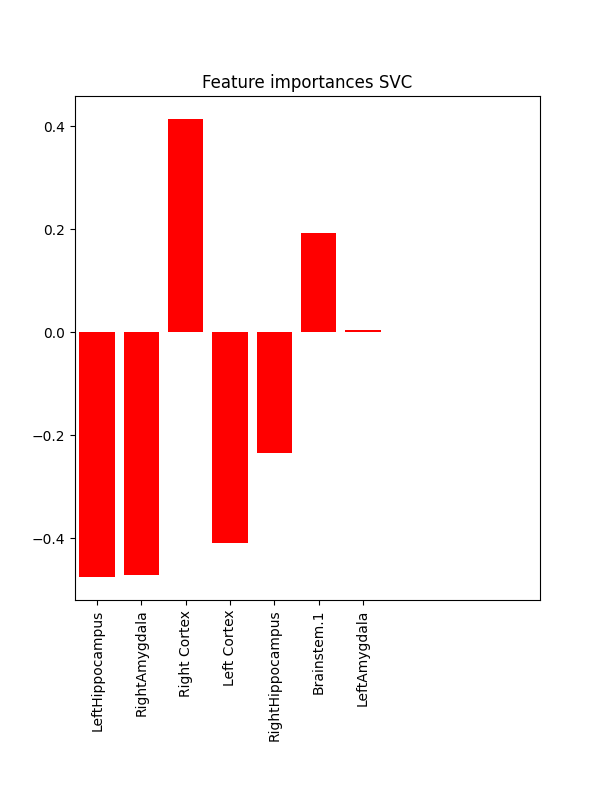 Feature importances SVC
0.4
0.2
0.0
−0.2
−0.4
LeftHippocampus
RightAmygdala
Right Cortex
Left Cortex
RightHippocampus
Brainstem.1
LeftAmygdala